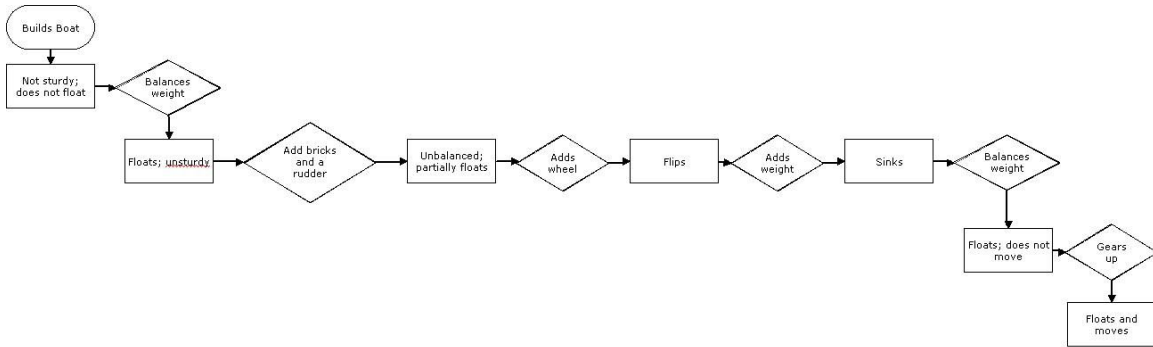 Builds Boat
Not sturdy;
does not float
Balances
weight
Floats; unsturdy
Add bricks
and a
rudder
Unbalanced;
partially floats
Adds
wheel
Flips
Adds
weight
Sinks
Balances
weight
Floats; does not
move
Gears
up
Floats and
moves